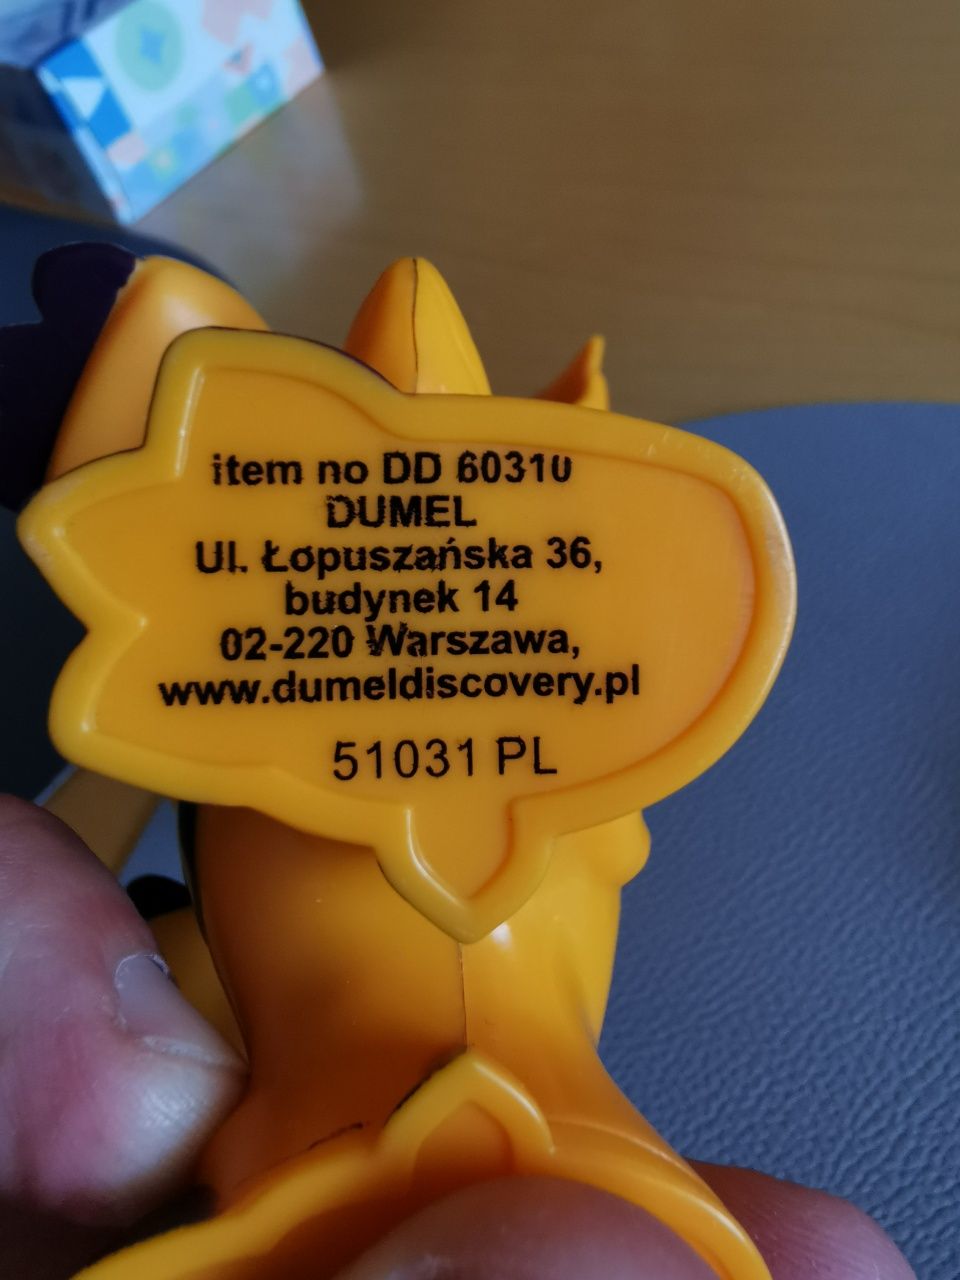 item no DD 60310
DUMEL
Ul. Łopuszańska 36,
budynek 14
02-220 Warszawa,
www.dumeldiscovery.pl
51031 PL